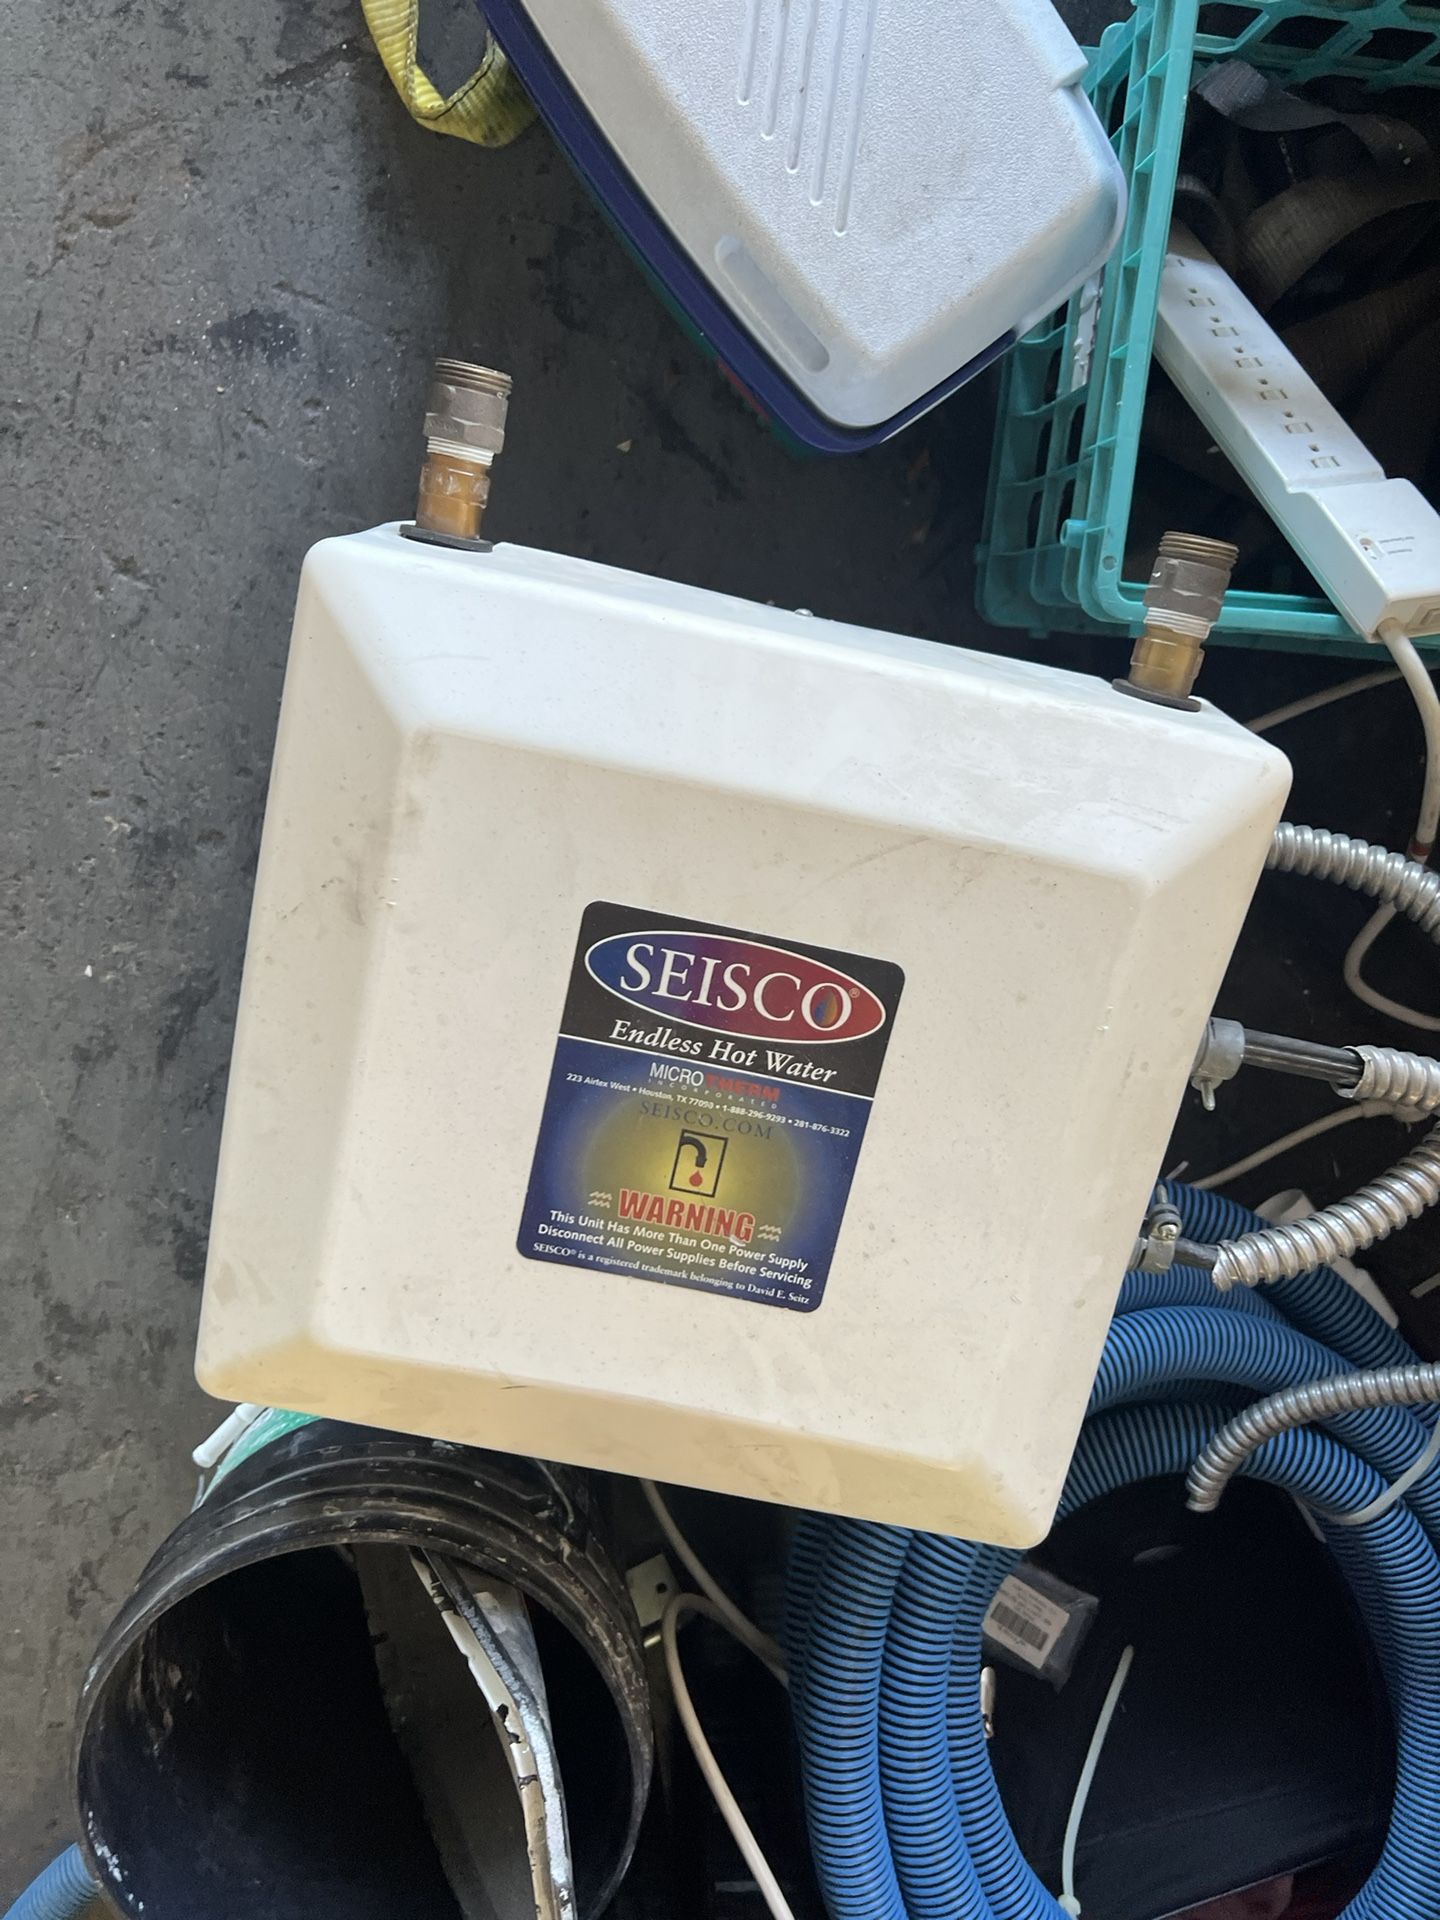 SEISCO®
Endless Hot Water
MICROTHERM
INCORPORATED
223 Airtex West • Houston, TX 77090 • 1-888-296-9293 • 281-876-3322
SEISCO.COM
WARNING
This Unit Has More Than One Power Supply
Disconnect All Power Supplies Before Servicing
SEISCO® is a registered trademark belonging to David E. Seitz